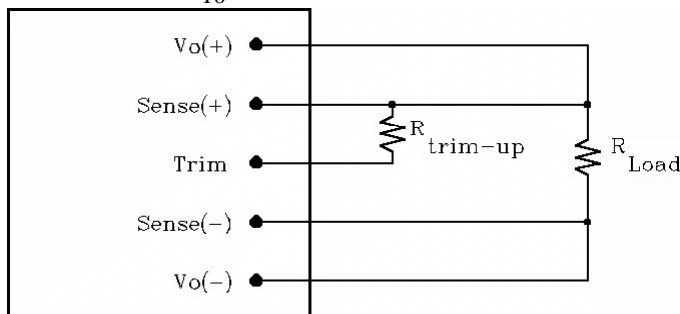 Vo(+)
Sense(+)
R
trim-up
Trim
R
Load
Sense(-)
Vo(-)